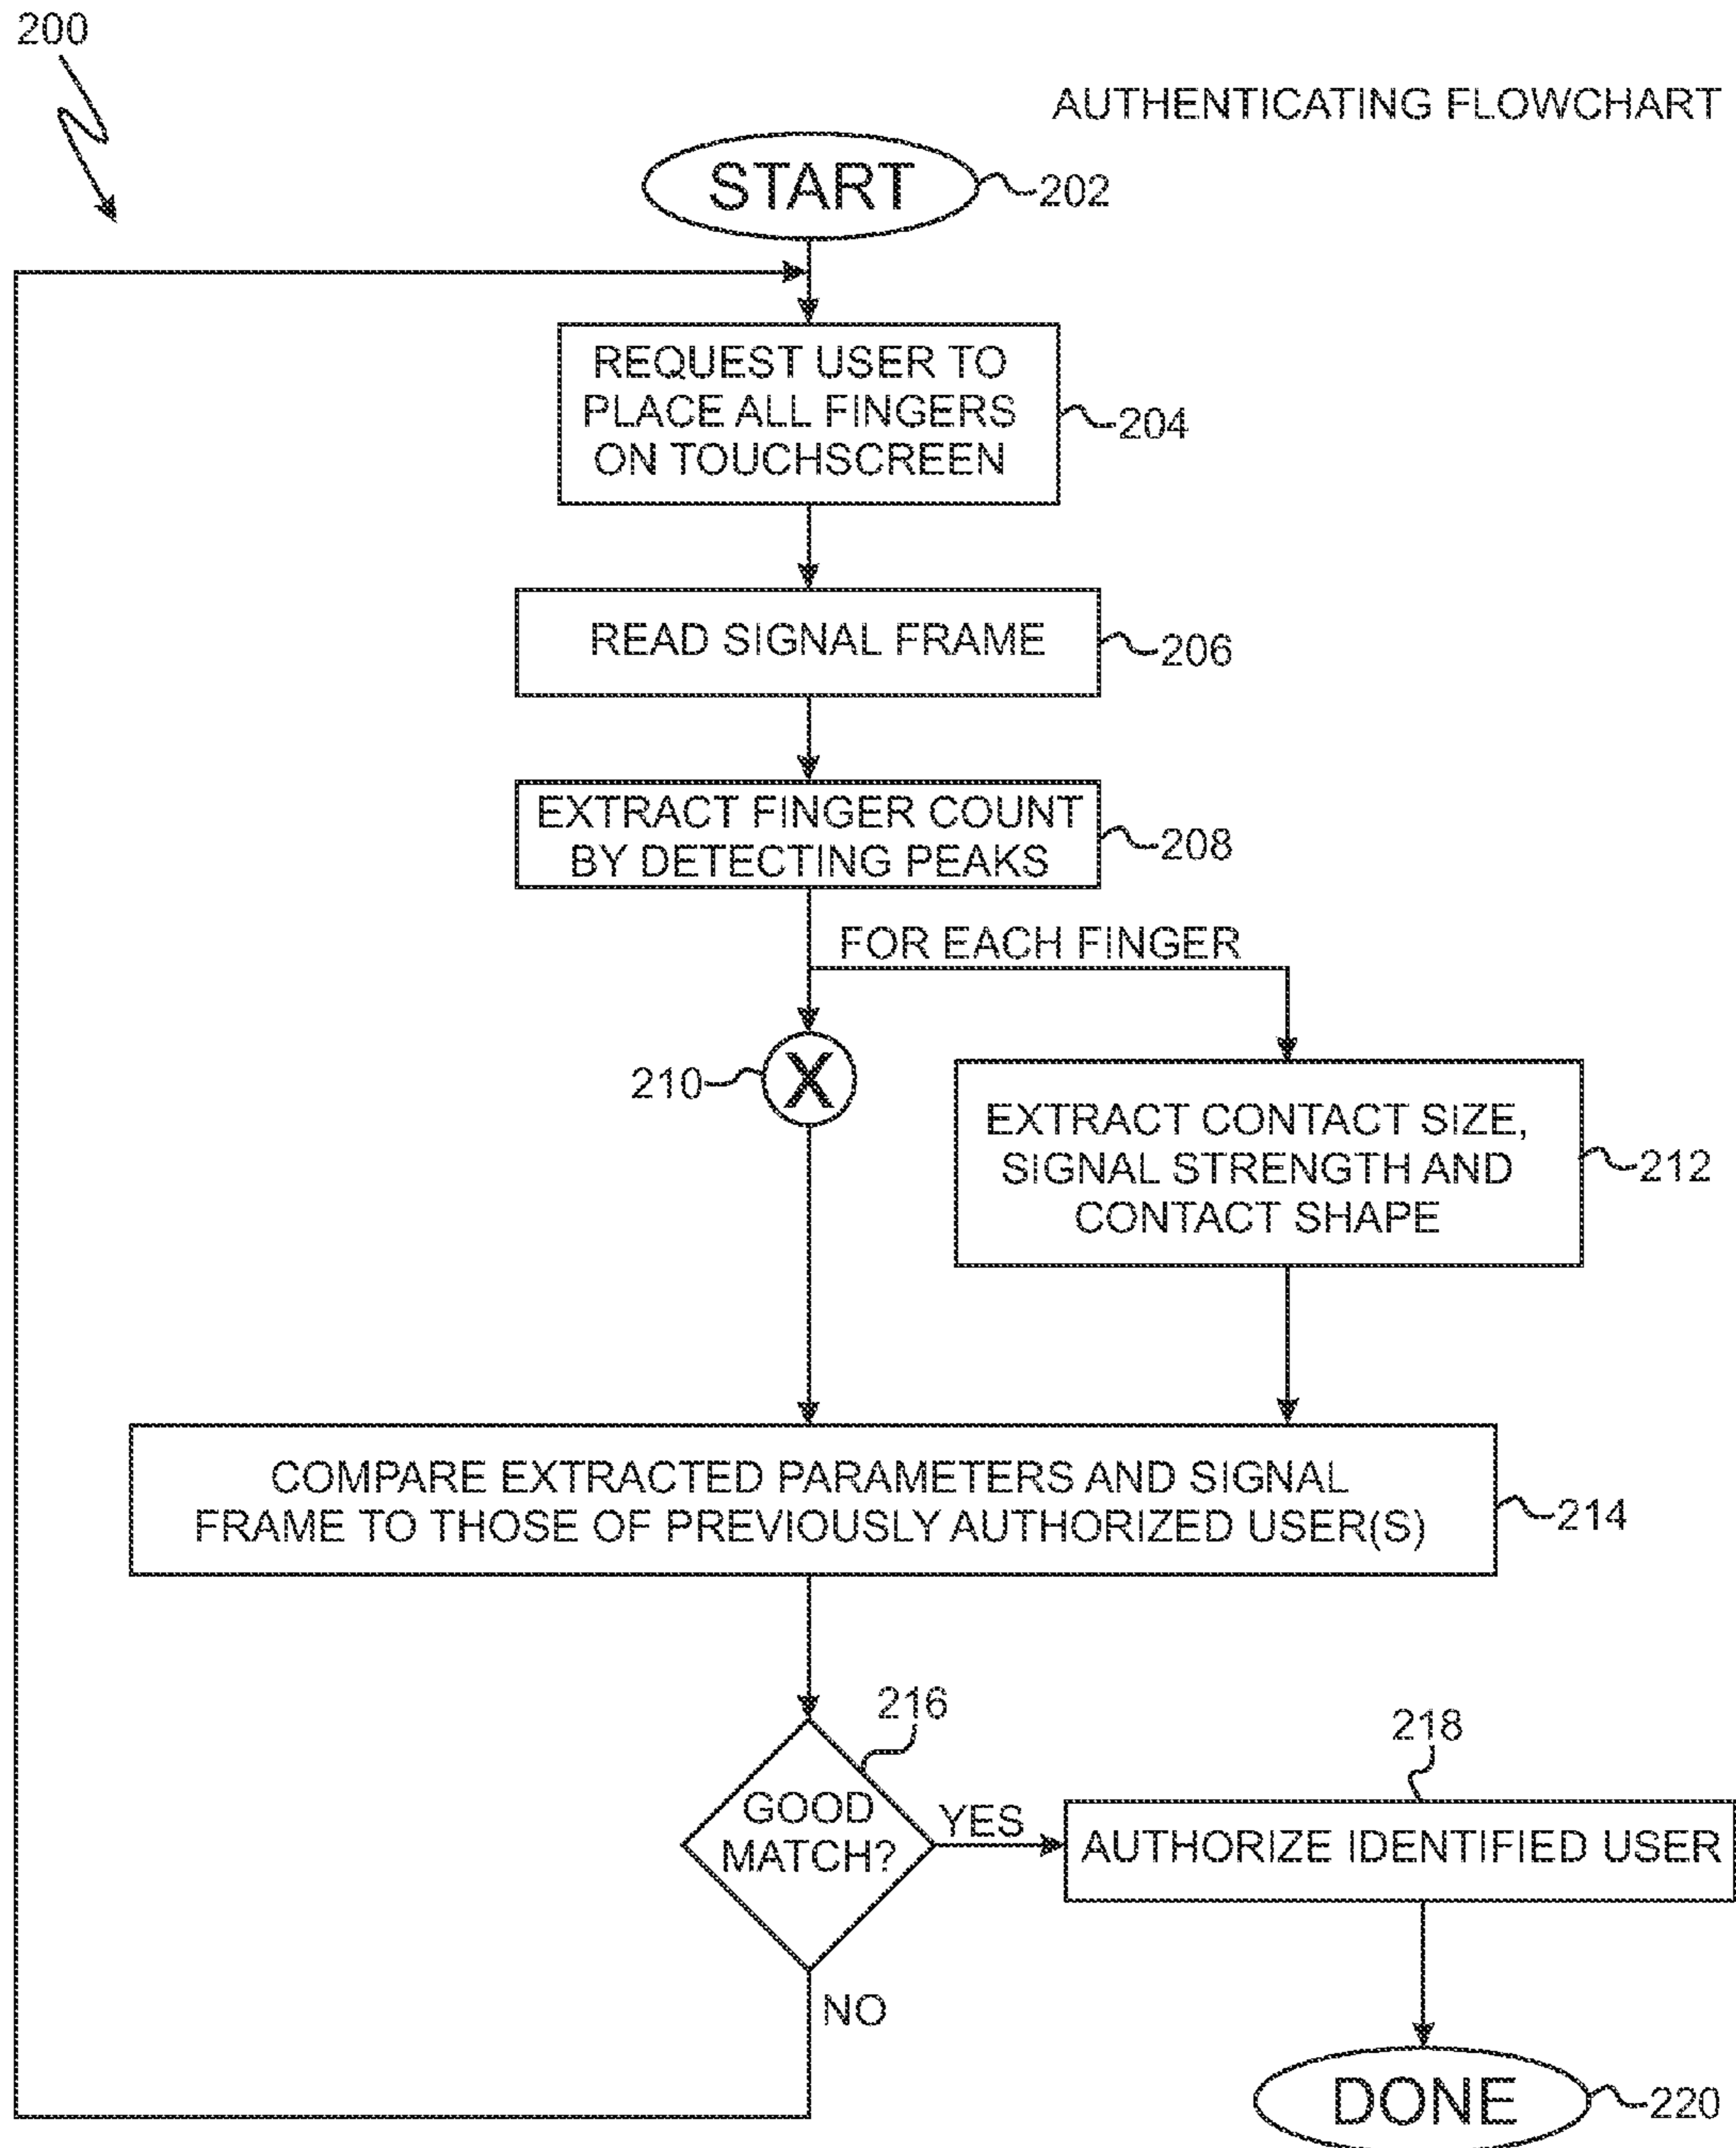 200
AUTHENTICATING FLOWCHART
START
202
REQUEST USER TO
PLACE ALL FINGERS
ON TOUCHSCREEN
204
READ SIGNAL FRAME
206
EXTRACT FINGER COUNT
BY DETECTING PEAKS
208
FOR EACH FINGER
210
X
EXTRACT CONTACT SIZE,
SIGNAL STRENGTH AND
CONTACT SHAPE
212
COMPARE EXTRACTED PARAMETERS AND SIGNAL
FRAME TO THOSE OF PREVIOUSLY AUTHORIZED USER(S)
214
216
GOOD
MATCH?
YES
218
AUTHORIZE IDENTIFIED USER
NO
DONE
220